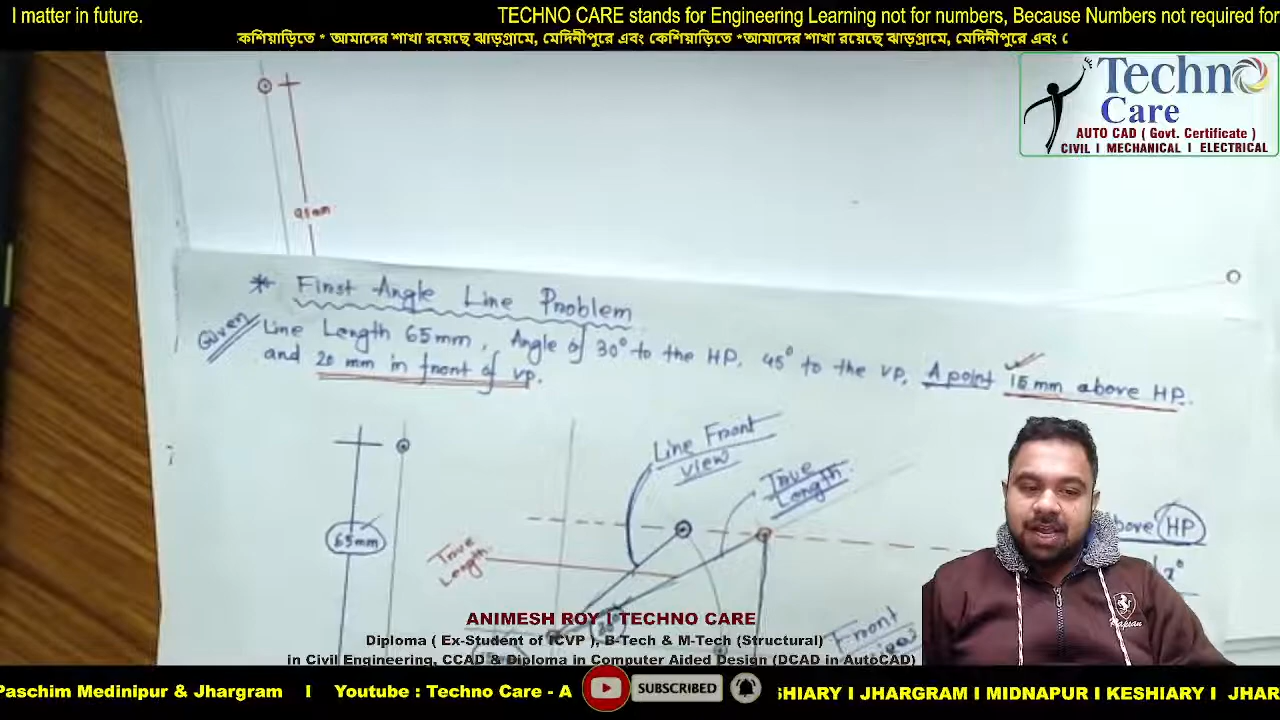 I matter in future.
TECHNO CARE stands for Engineering Learning not for numbers, Because Numbers not required for
কেশিয়াড়িতে * আমাদের শাখা রয়েছে ঝাড়গ্রামে, মেদিনীপুরে এবং কেশিয়াড়িতে *আমাদের শাখা রয়েছে ঝাড়গ্রামে, মেদিনীপুরে এবং
Techno
Care
AUTO CAD ( Govt. Certificate )
CIVIL I MECHANICAL I ELECTRICAL
* First Angle Line Problem
Given Line Length 65mm, Angle of 30° to the HP, 45° to the VP, A point 15 mm above HP.
and 20 mm in front of VP.
Line Front
View
True
Length
65mm
True
Length
above HP
Front
ANIMESH ROY I TECHNO CARE
Diploma ( Ex-Student of ICVP ), B-Tech & M-Tech (Structural)
in Civil Engineering, CCAD & Diploma in Computer Aided Design (DCAD in AutoCAD)
Paschim Medinipur & Jhargram I Youtube : Techno Care - A
SUBSCRIBED
SHIARY I JHARGRAM I MIDNAPUR I KESHIARY I JHAR